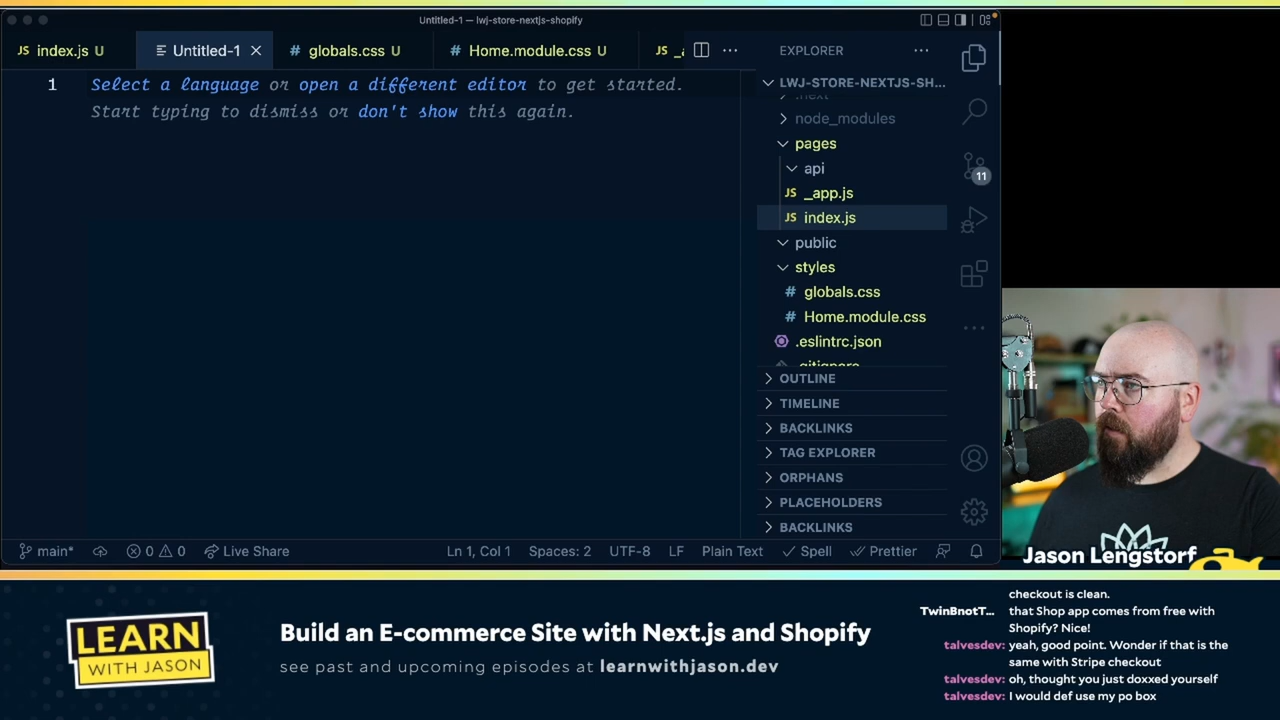 Untitled-1 — lwj-store-nextjs-shopify
JS index.js U
Untitled-1
# globals.css U
# Home.module.css U
JS
EXPLORER
1
Select a language or open a different editor to get started.
Start typing to dismiss or don't show this again.
LWJ-STORE-NEXTJS-SH...
.next
node_modules
pages
api
JS _app.js
JS index.js
public
styles
# globals.css
# Home.module.css
.eslintrc.json
.gitignore
OUTLINE
TIMELINE
BACKLINKS
TAG EXPLORER
ORPHANS
PLACEHOLDERS
BACKLINKS
11
main* 0 0 Live Share
Ln 1, Col 1 Spaces: 2 UTF-8 LF Plain Text Spell Prettier
Jason Lengstorf
LEARN
WITH JASON
Build an E-commerce Site with Next.js and Shopify
see past and upcoming episodes at learnwithjason.dev
checkout is clean.
TwinBnotT... that Shop app comes from free with
Shopify? Nice!
talvesdev: yeah, good point. Wonder if that is the
same with Stripe checkout
talvesdev: oh, thought you just doxxed yourself
talvesdev: I would def use my po box